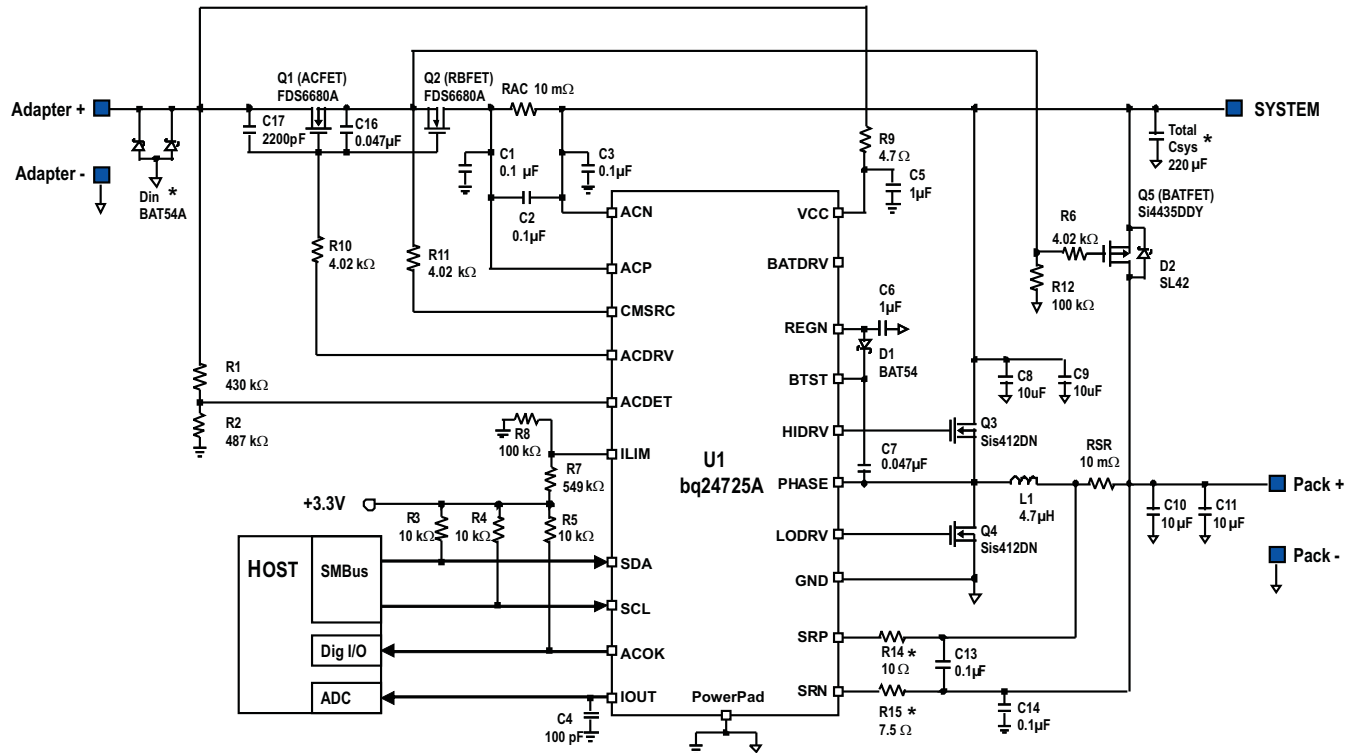 Adapter +
Adapter -
Din *
BAT54A
Q1 (ACFET)
FDS6680A
C17
2200pF
C16
0.047µF
Q2 (RBFET)
FDS6680A
RAC 10 mΩ
C1
0.1 µF
C3
0.1µF
C2
0.1µF
R10
4.02 kΩ
R11
4.02 kΩ
R1
430 kΩ
R2
487 kΩ
R8
100 kΩ
R7
549 kΩ
+3.3V
R3
10 kΩ
R4
10 kΩ
R5
10 kΩ
HOST
SMBus
Dig I/O
ADC
C4
100 pF
ACN
ACP
CMSRC
ACDRV
ACDET
ILIM
SDA
SCL
ACOK
IOUT
U1
bq24725A
PowerPad
VCC
BATDRV
REGN
BTST
HIDRV
PHASE
LODRV
GND
SRP
SRN
R9
4.7 Ω
C5
1µF
C6
1µF
D1
BAT54
C7
0.047µF
SYSTEM
Total
Csys *
220 µF
Q5 (BATFET)
Si4435DDY
R6
4.02 kΩ
R12
100 kΩ
D2
SL42
C8
10uF
C9
10uF
Q3
Sis412DN
Q4
Sis412DN
L1
4.7µH
RSR
10 mΩ
C10
10 µF
C11
10 µF
Pack +
Pack -
R14 *
10 Ω
C13
0.1µF
R15 *
7.5 Ω
C14
0.1µF